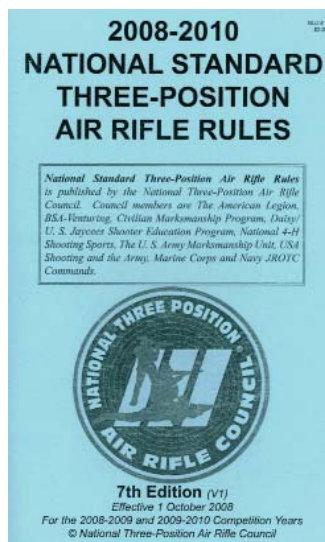 2008-2010
NATIONAL STANDARD
THREE-POSITION
AIR RIFLE RULES
National Standard Three-Position Air Rifle Rules
is published by the National Three-Position Air Rifle
Council. Council members are The American Legion,
BSA-Venturing, Civilian Marksmanship Program, Daisy/
U. S. Jaycees Shooter Education Program, National 4-H
Shooting Sports, The U. S. Army Marksmanship Unit, USA
Shooting and the Army, Marine Corps and Navy JROTC
Commands.
NATIONAL THREE POSITION
AIR RIFLE COUNCIL
7th Edition (V1)
Effective 1 October 2008
For the 2008-2009 and 2009-2010 Competition Years
© National Three-Position Air Rifle Council